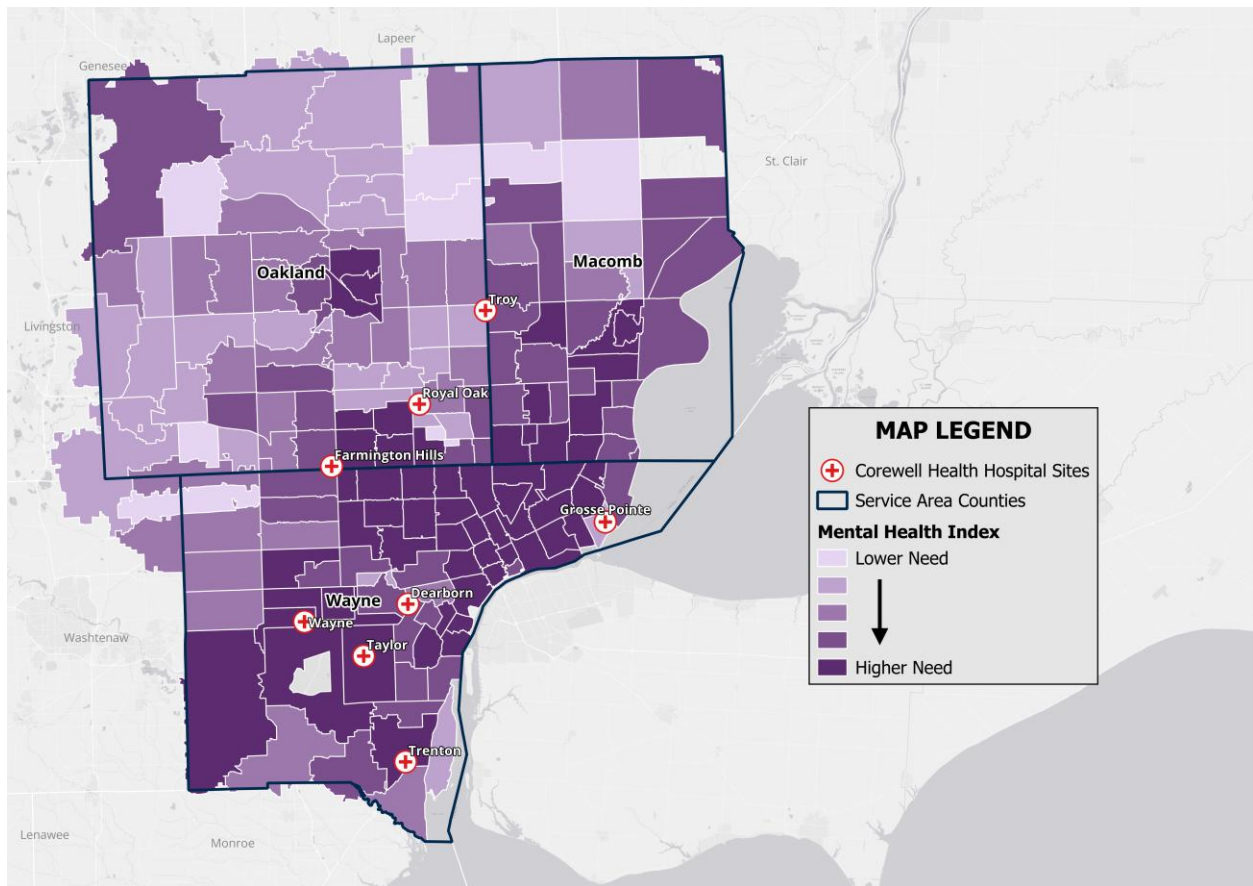 Lapeer
Genesee
St. Clair
Oakland
Macomb
Troy
Livingston
Royal Oak
Farmington Hills
Grosse Pointe
Dearborn
Wayne
Wayne
Washtenaw
Taylor
Trenton
Lenawee
Monroe
MAP LEGEND
Corewell Health Hospital Sites
Service Area Counties
Mental Health Index
Lower Need
Higher Need